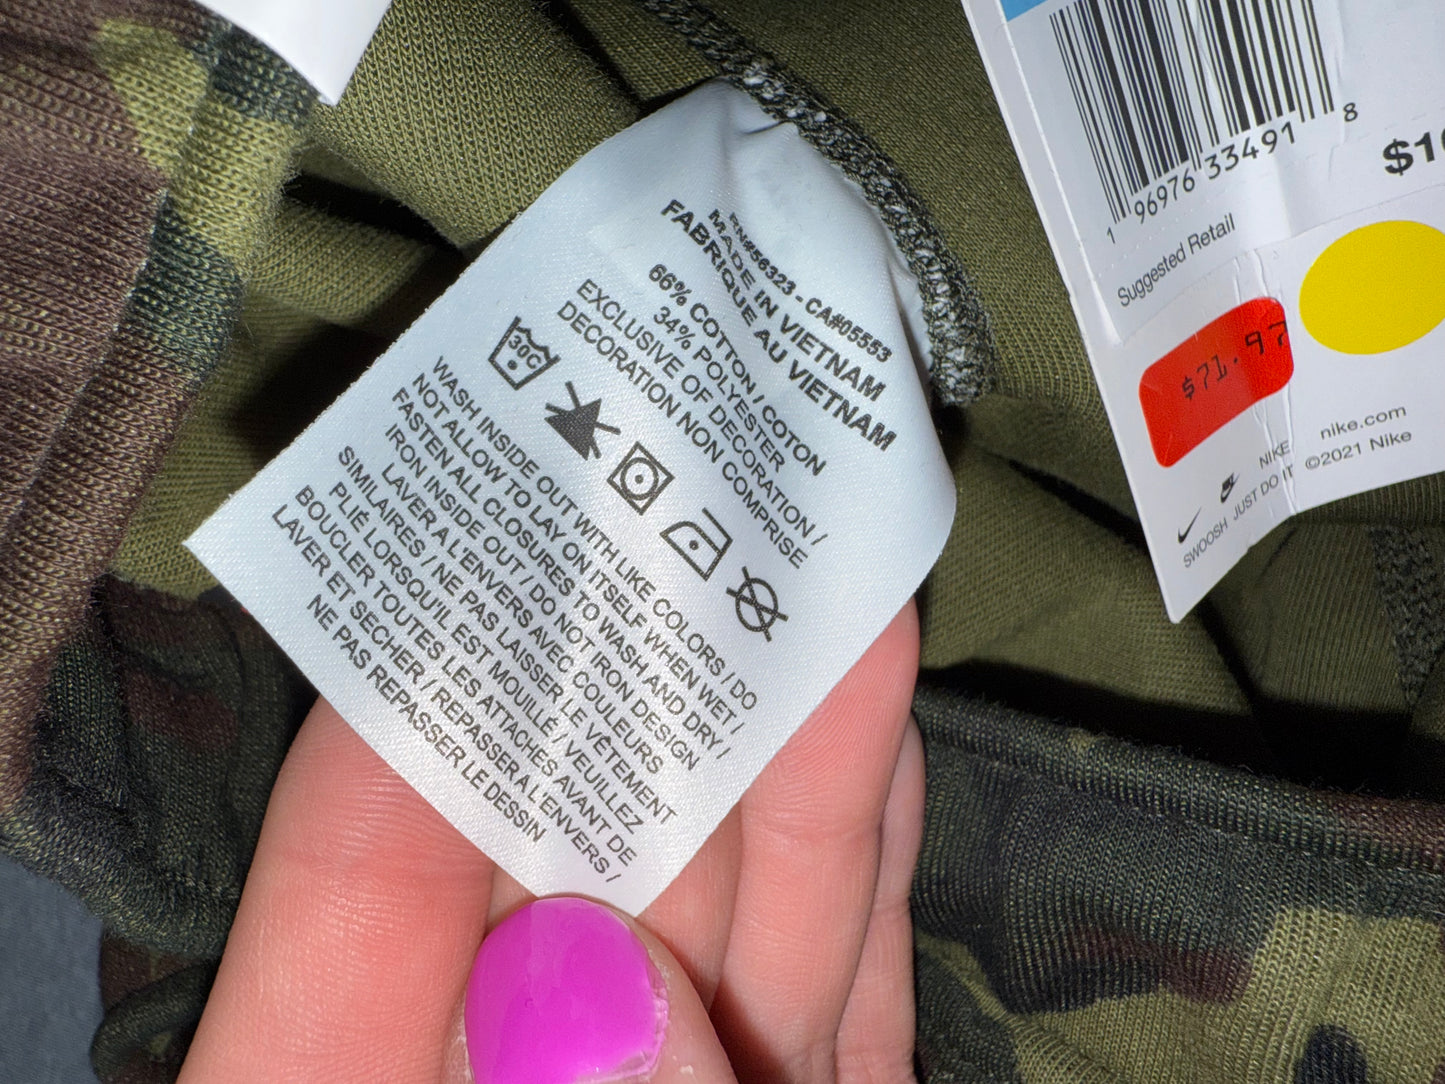 RN#56323 - CA#05553
MADE IN VIETNAM
FABRIQUE AU VIETNAM
66% COTTON / COTON
34% POLYESTER
EXCLUSIVE OF DECORATION /
DECORATION NON COMPRISE
30C
WASH INSIDE OUT WITH LIKE COLORS / DO
NOT ALLOW TO LAY ON ITSELF WHEN WET /
FASTEN ALL CLOSURES TO WASH AND DRY /
IRON INSIDE OUT / DO NOT IRON DESIGN
LAVER A L'ENVERS AVEC COULEURS
SIMILAIRES / NE PAS LAISSER LE VÊTEMENT
PLIÉ LORSQU'IL EST MOUILLÉ / VEUILLEZ
BOUCLER TOUTES LES ATTACHES AVANT DE
LAVER ET SECHER / REPASSER A L'ENVERS /
NE PAS REPASSER LE DESSIN
1 96976 33491 8
Suggested Retail
$71.97
nike.com
©2021 Nike
NIKE
SWOOSH JUST DO IT